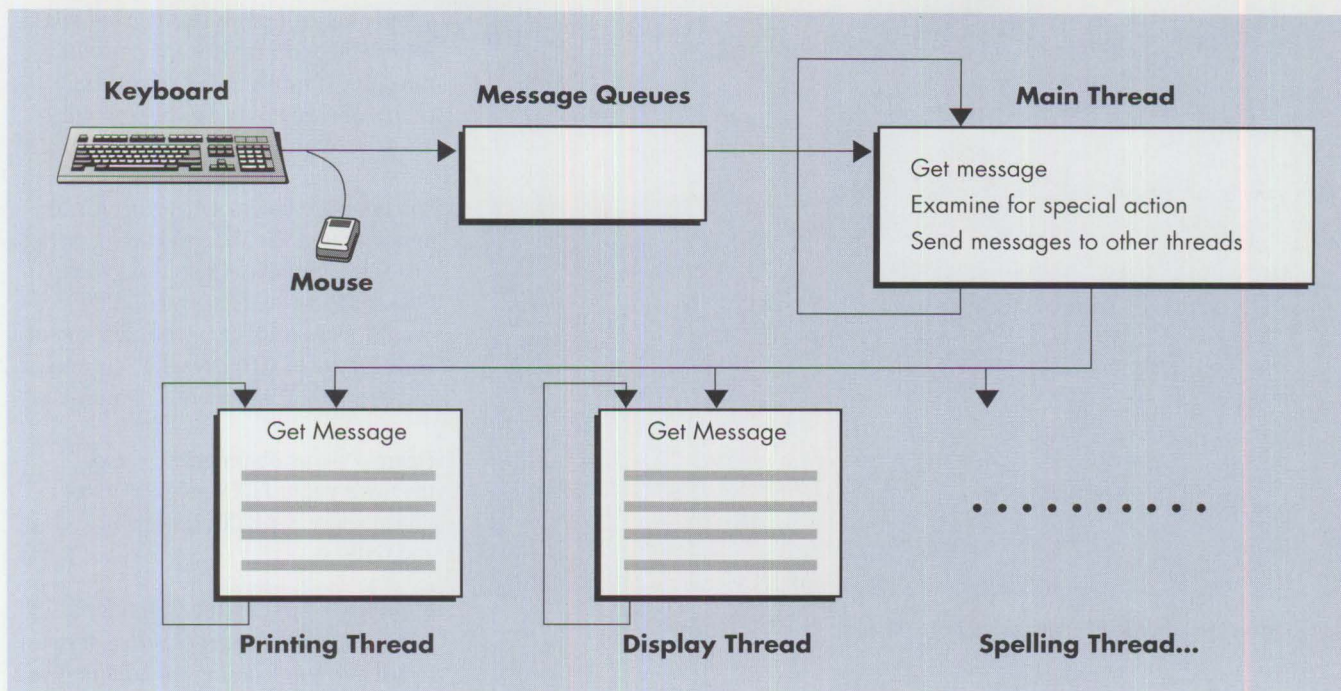 Keyboard
Message Queues
Main Thread
Get message
Examine for special action
Send messages to other threads
Mouse
Get Message
Get Message
Printing Thread
Display Thread
Spelling Thread...